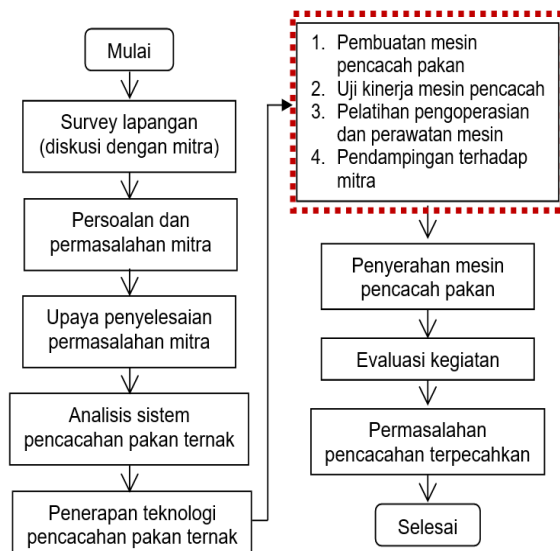 Mulai
Survey lapangan
(diskusi dengan mitra)
Persoalan dan
permasalahan mitra
Upaya penyelesaian
permasalahan mitra
Analisis sistem
pencacahan pakan ternak
Penerapan teknologi
pencacahan pakan ternak
1. Pembuatan mesin
pencacah pakan
2. Uji kinerja mesin pencacah
3. Pelatihan pengoperasian
dan perawatan mesin
4. Pendampingan terhadap
mitra
Penyerahan mesin
pencacah pakan
Evaluasi kegiatan
Permasalahan
pencacahan terpecahkan
Selesai